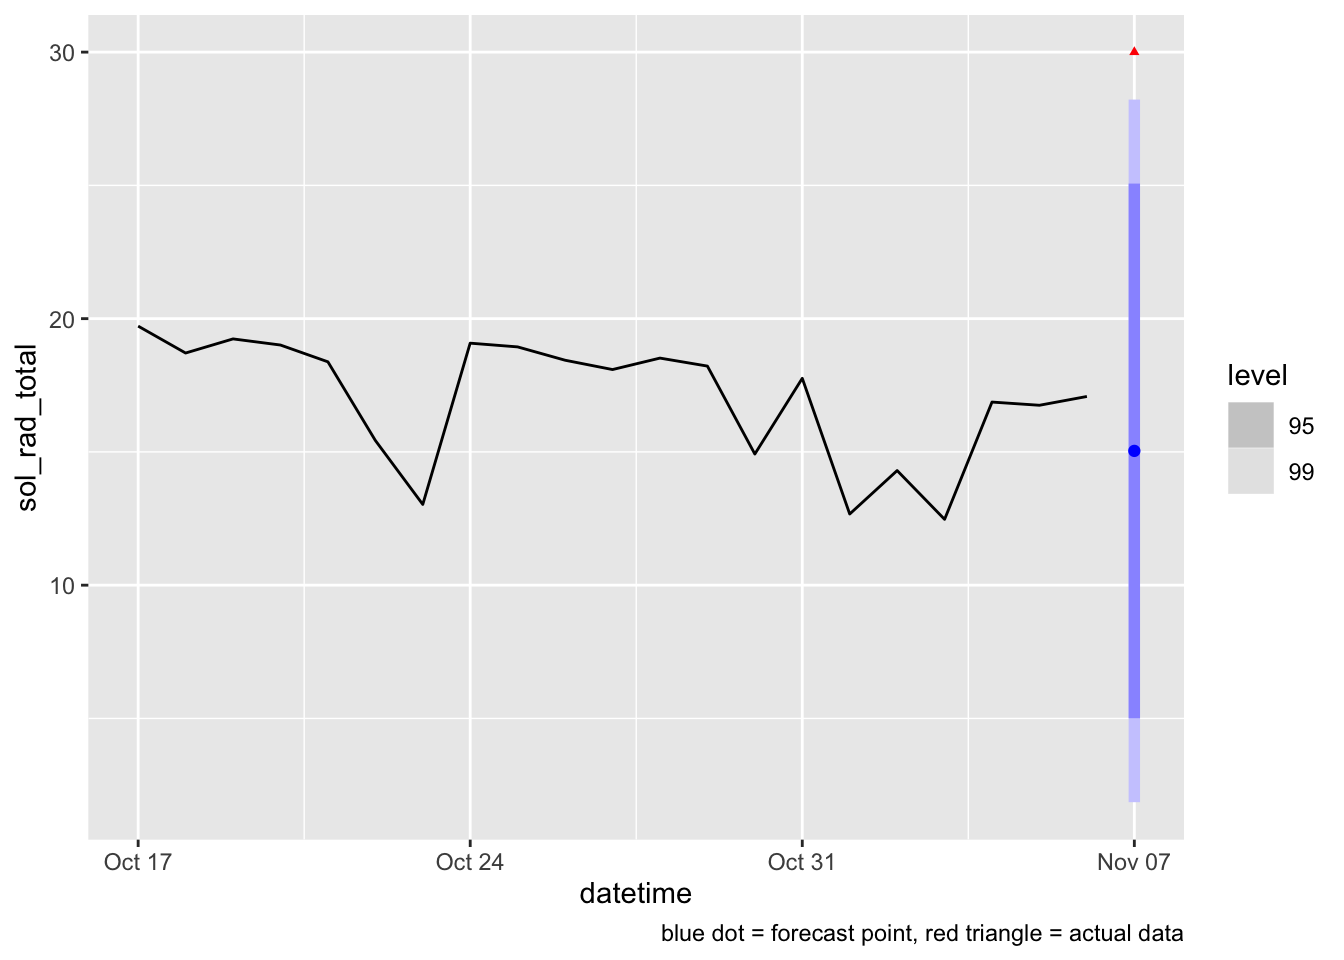 30
20
10
sol_rad_total
Oct 17
Oct 24
Oct 31
Nov 07
datetime
level
95
99
blue dot = forecast point, red triangle = actual data